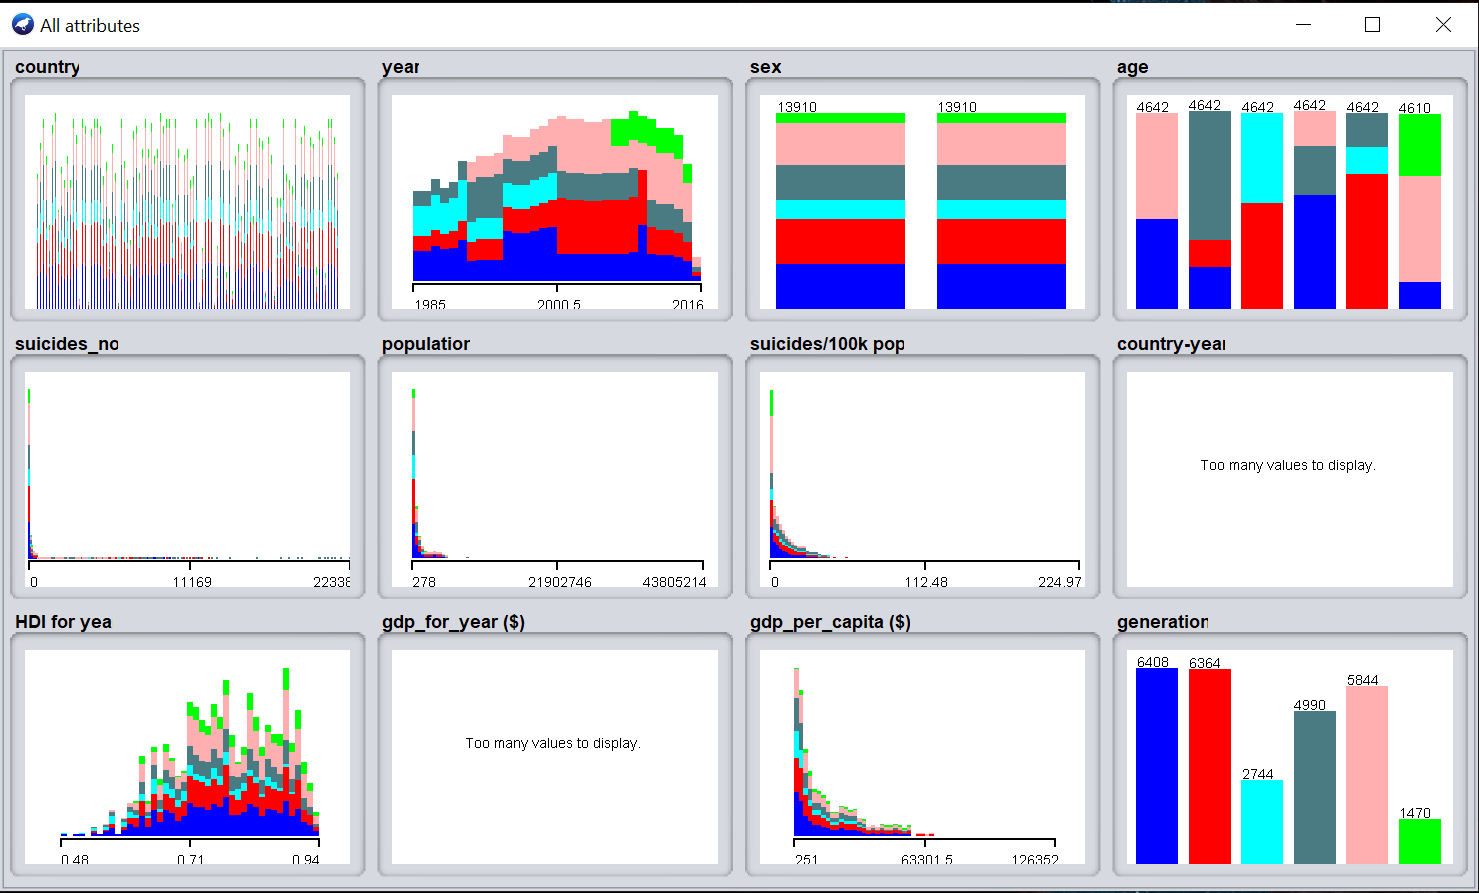 All attributes
country
year
sex
age
13910
13910
4642
4642
4642
4642
4642
4610
1985
2000.5
2016
suicides_no
population
suicides/100k pop
country-year
Too many values to display.
0
11169
22338
278
21902746
43805214
0
112.48
224.97
HDI for yea
gdp_for_year ($)
gdp_per_capita ($)
generation
Too many values to display.
6408
6364
2744
4990
5844
1470
0.48
0.71
0.94
251
63301.5
126352